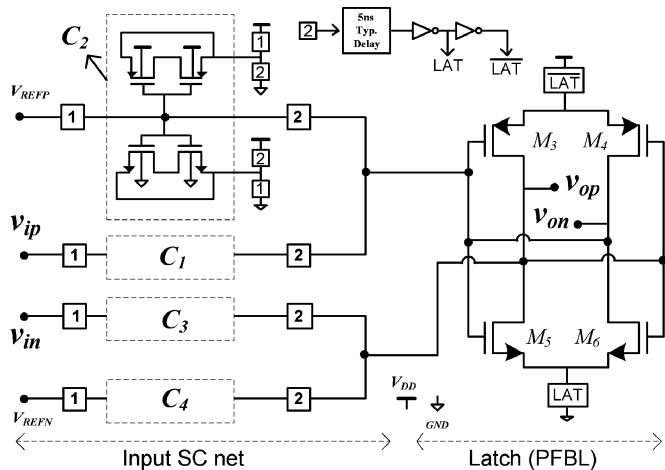 C2
2
5ns
Typ.
Delay
LAT
LAT
1
2
LAT
VREFP
1
2
M3
M4
2
1
vop
von
vip
1
C1
2
vin
1
C3
2
M5
M6
VREFN
1
C4
2
VDD
GND
LAT
Input SC net
Latch (PFBL)